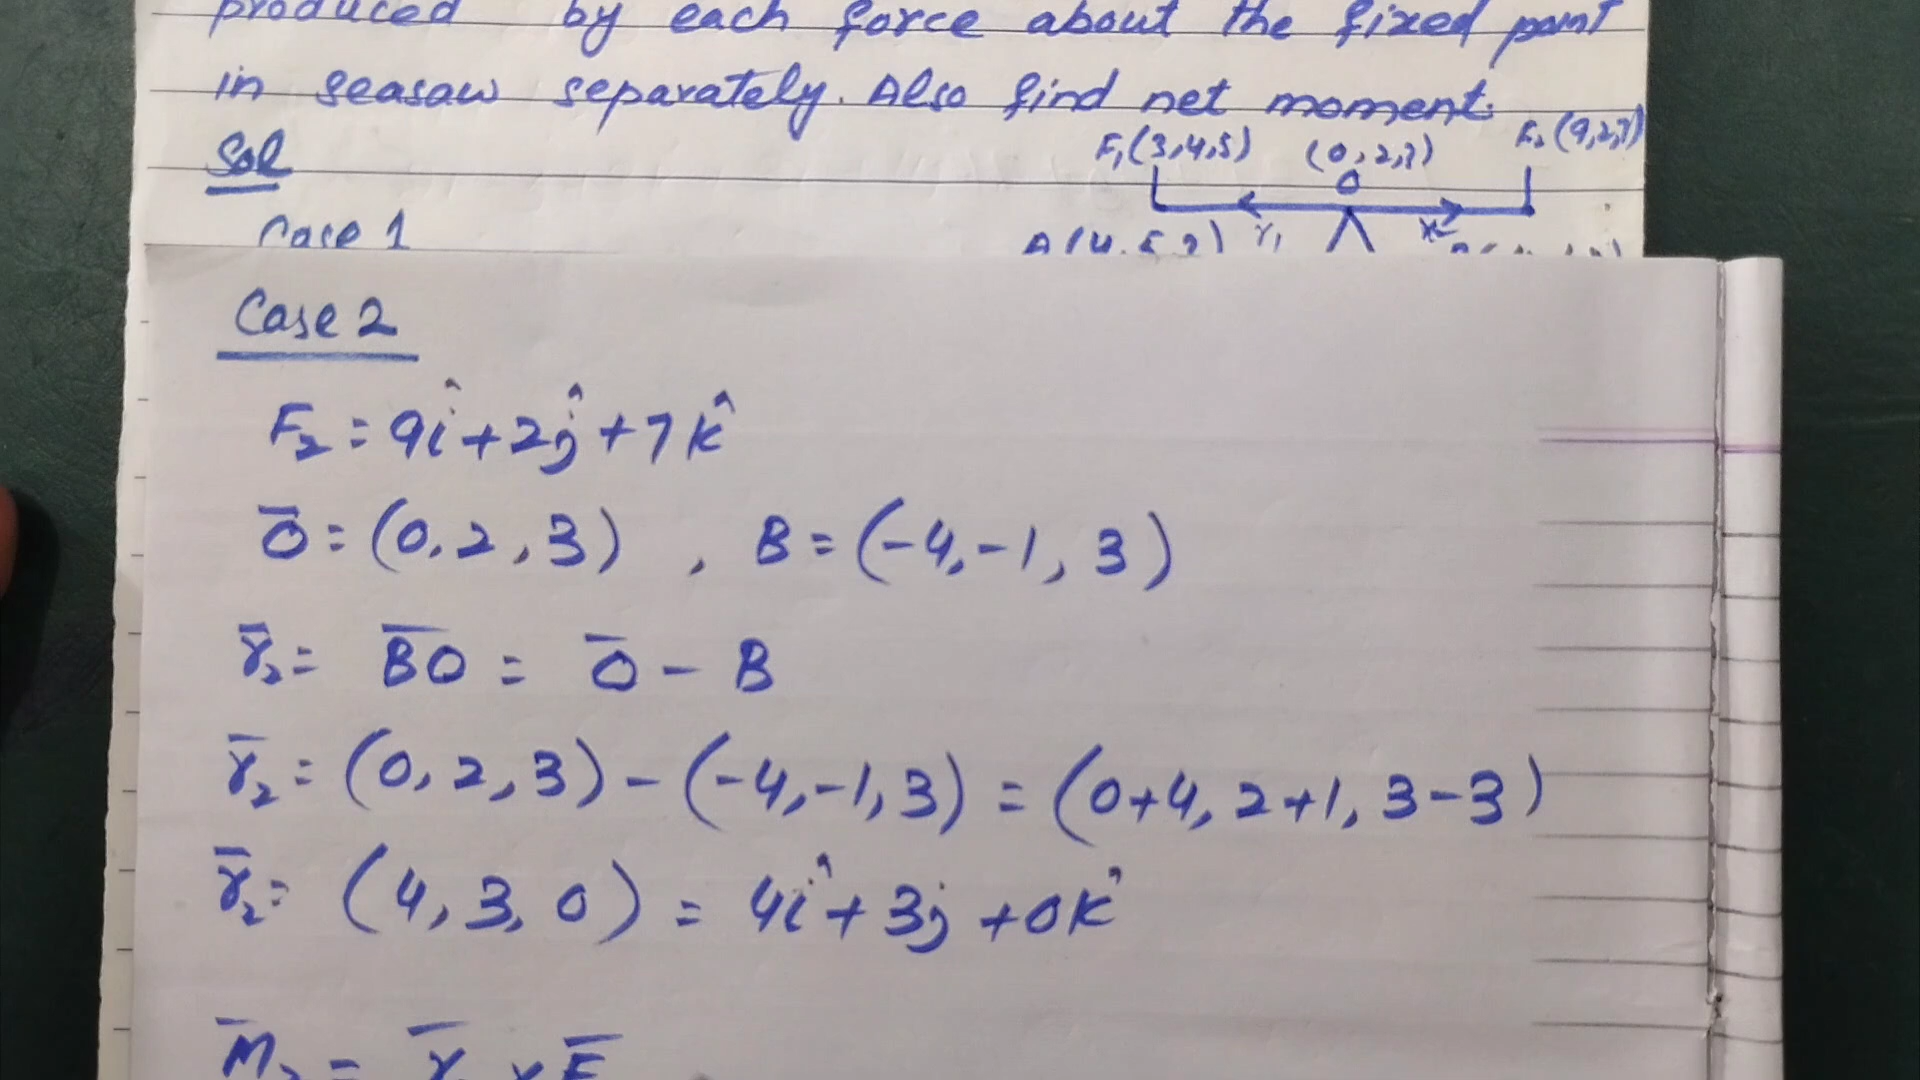 produced by each force about the fixed point
in seasaw separately. Also find net moment.
Sol
F₁(3,4,5) (0,2,3) F₂(9,2,7)
O
r₁
Case 1
Case 2
F₂ = 9î + 2ĵ + 7k̂
O̅ = (0,2,3) , B = (-4,-1,3)
r̅₂ = B̅O̅ = O̅ - B
r̅₂ = (0,2,3) - (-4,-1,3) = (0+4, 2+1, 3-3)
r̅₂ = (4,3,0) = 4î + 3j + 0k̂
M̅₂ = r̅ × F̅